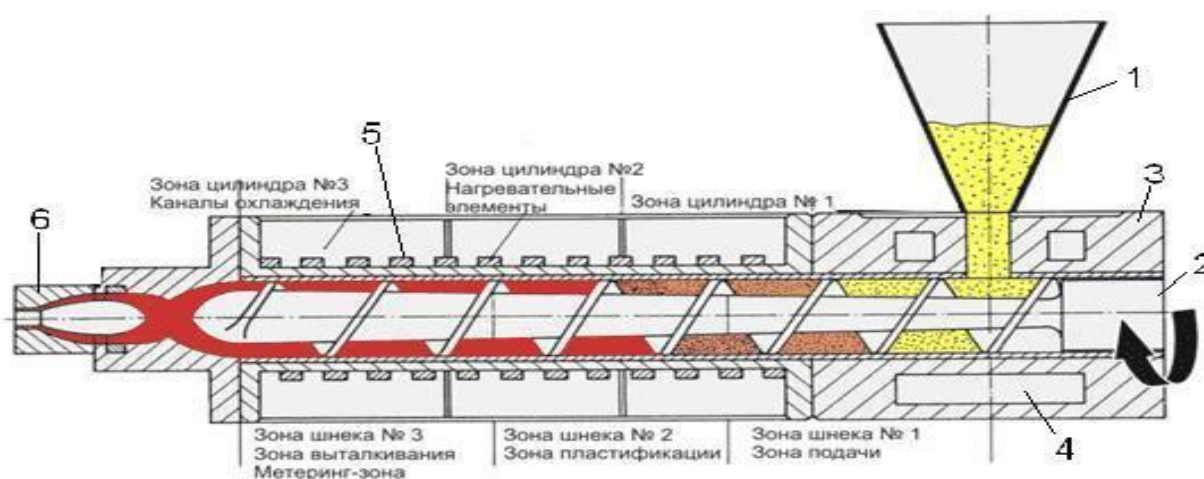 1
5
Зона цилиндра №2
Нагревательные
элементы
Зона цилиндра №3
Каналы охлаждения
Зона цилиндра № 1
3
6
2
4
Зона шнека № 3
Зона выталкивания
Метеринг-зона
Зона шнека № 2
Зона пластификации
Зона шнека № 1
Зона подачи